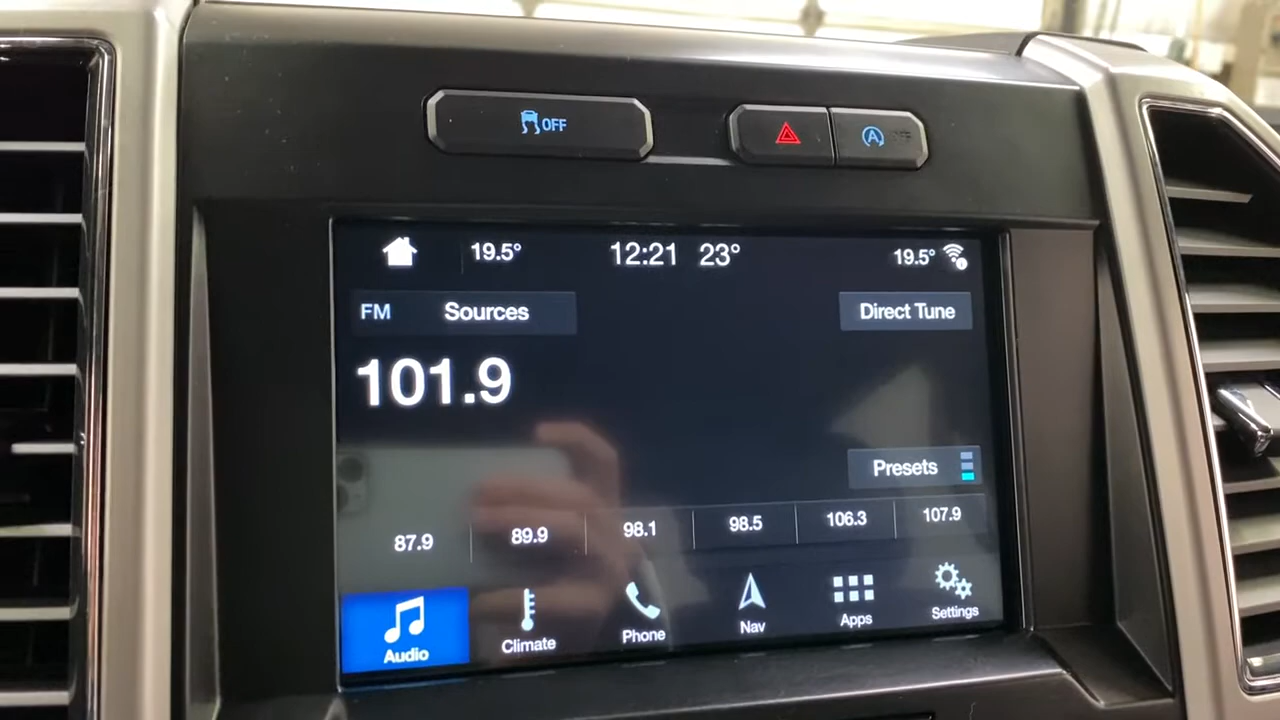 OFF
A OFF
19.5° 12:21 23° 19.5°
FM Sources Direct Tune
101.9
Presets
87.9 89.9 98.1 98.5 106.3 107.9
Audio Climate Phone Nav Apps Settings